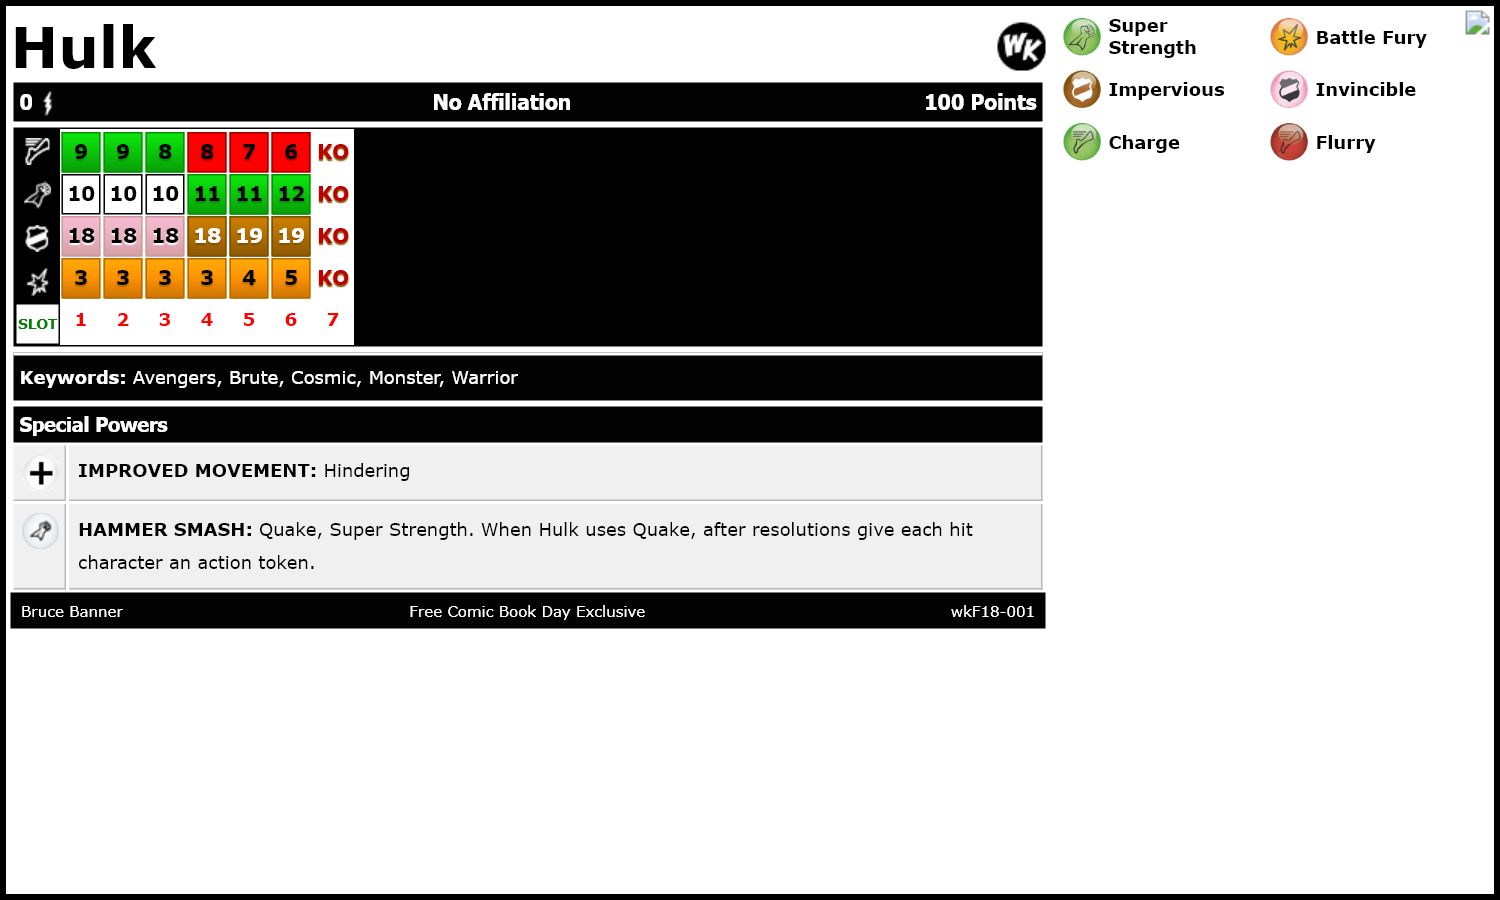 Hulk
WK
0 No Affiliation 100 Points
9 9 8 8 7 6 KO
10 10 10 11 11 12 KO
18 18 18 18 19 19 KO
3 3 3 3 4 5 KO
SLOT 1 2 3 4 5 6 7
Keywords: Avengers, Brute, Cosmic, Monster, Warrior
Special Powers
IMPROVED MOVEMENT: Hindering
HAMMER SMASH: Quake, Super Strength. When Hulk uses Quake, after resolutions give each hit
character an action token.
Bruce Banner Free Comic Book Day Exclusive wkF18-001
Super
Strength
Battle Fury
Impervious
Invincible
Charge
Flurry